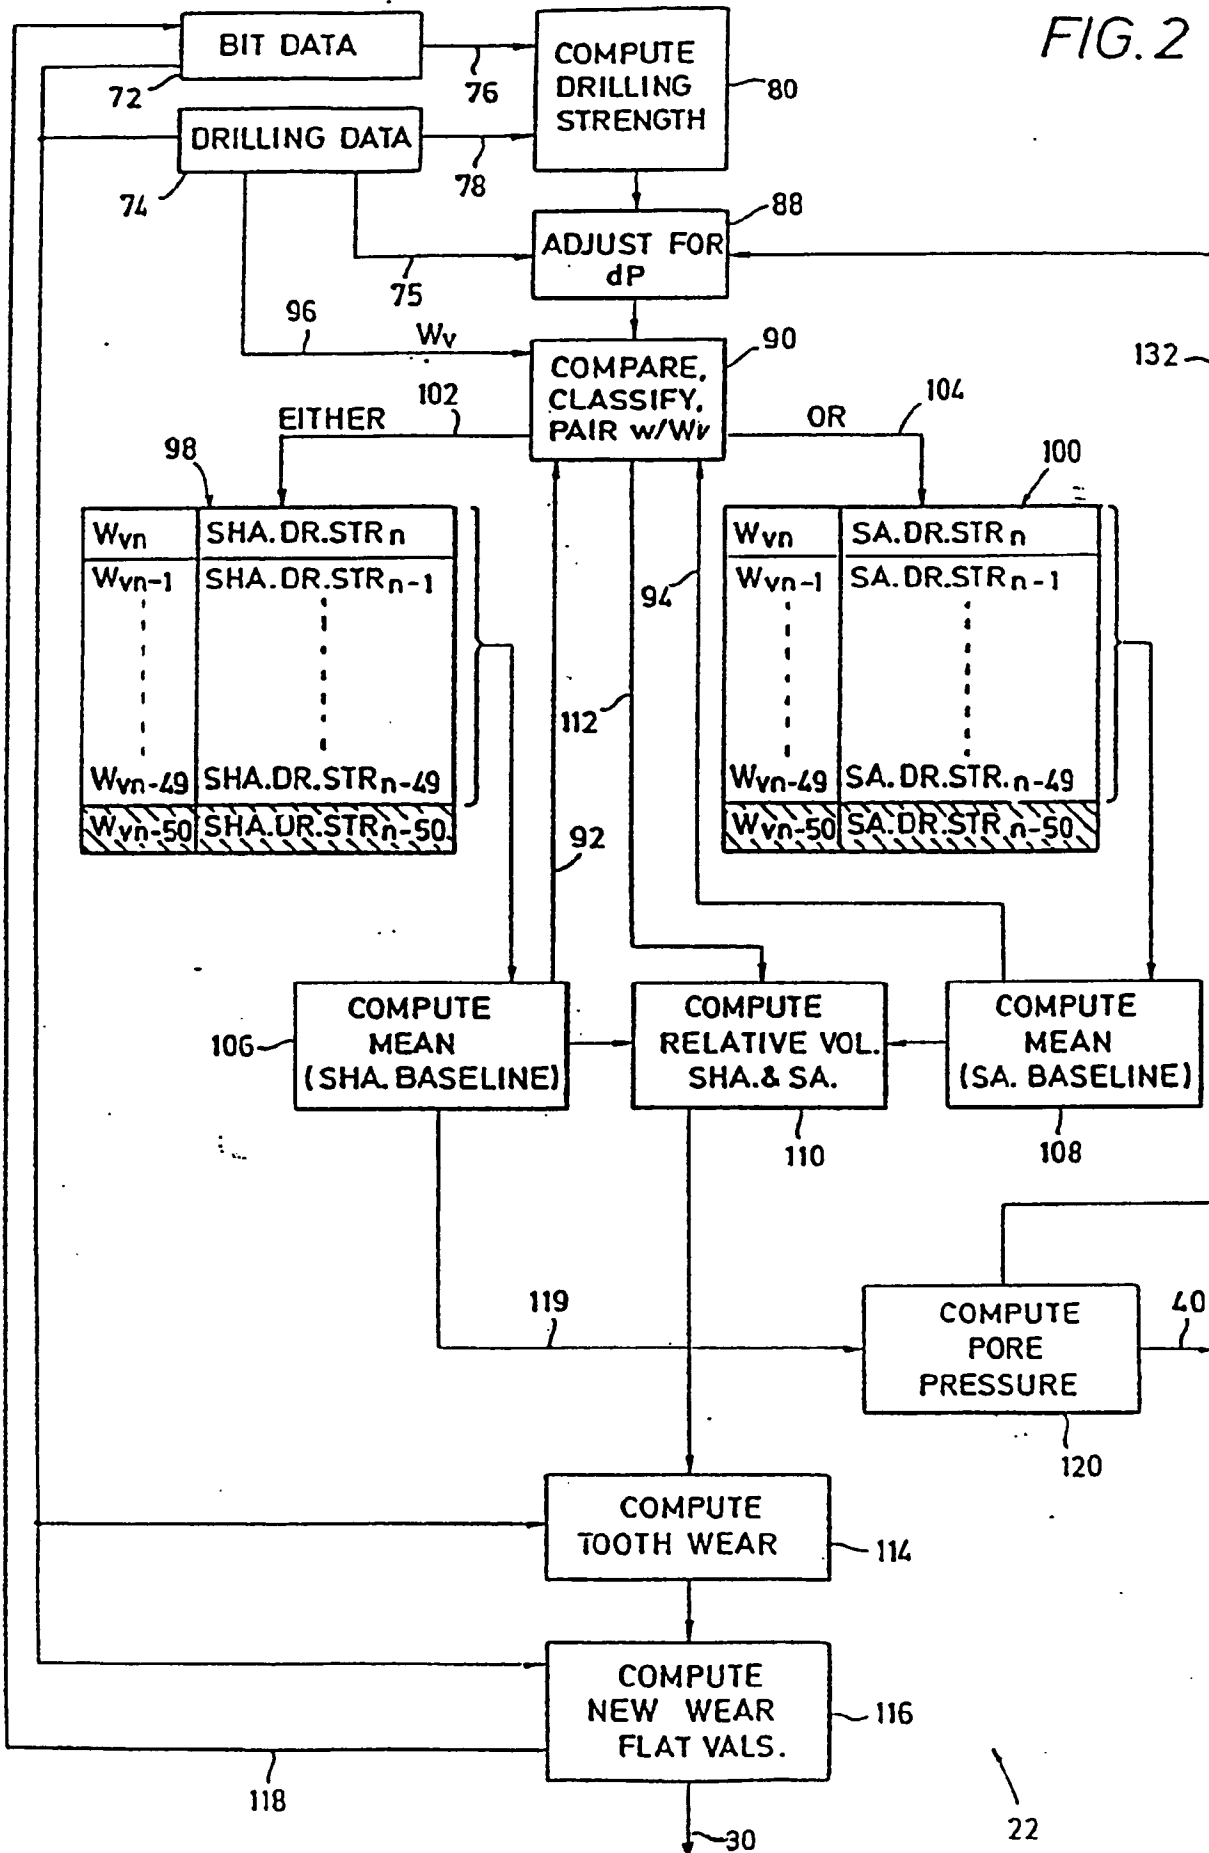 FIG.2
BIT DATA
72
76
COMPUTE
DRILLING
STRENGTH
80
DRILLING DATA
74
78
88
ADJUST FOR
dP
75
96
Wv
90
132
COMPARE,
CLASSIFY,
PAIR w/Wv
EITHER
102
OR
104
98
100
Wvn
SHA.DR.STRn
Wvn-1
SHA.DR.STRn-1
Wvn-49
SHA.DR.STRn-49
Wvn-50
SHA.DR.STRn-50
94
112
92
Wvn
SA.DR.STRn
Wvn-1
SA.DR.STRn-1
Wvn-49
SA.DR.STR.n-49
Wvn-50
SA.DR.STR.n-50
COMPUTE
MEAN
(SHA. BASELINE)
106
COMPUTE
RELATIVE VOL.
SHA.& SA.
110
COMPUTE
MEAN
(SA. BASELINE)
108
119
COMPUTE
PORE
PRESSURE
40
120
COMPUTE
TOOTH WEAR
114
COMPUTE
NEW WEAR
FLAT VALS.
116
118
30
22